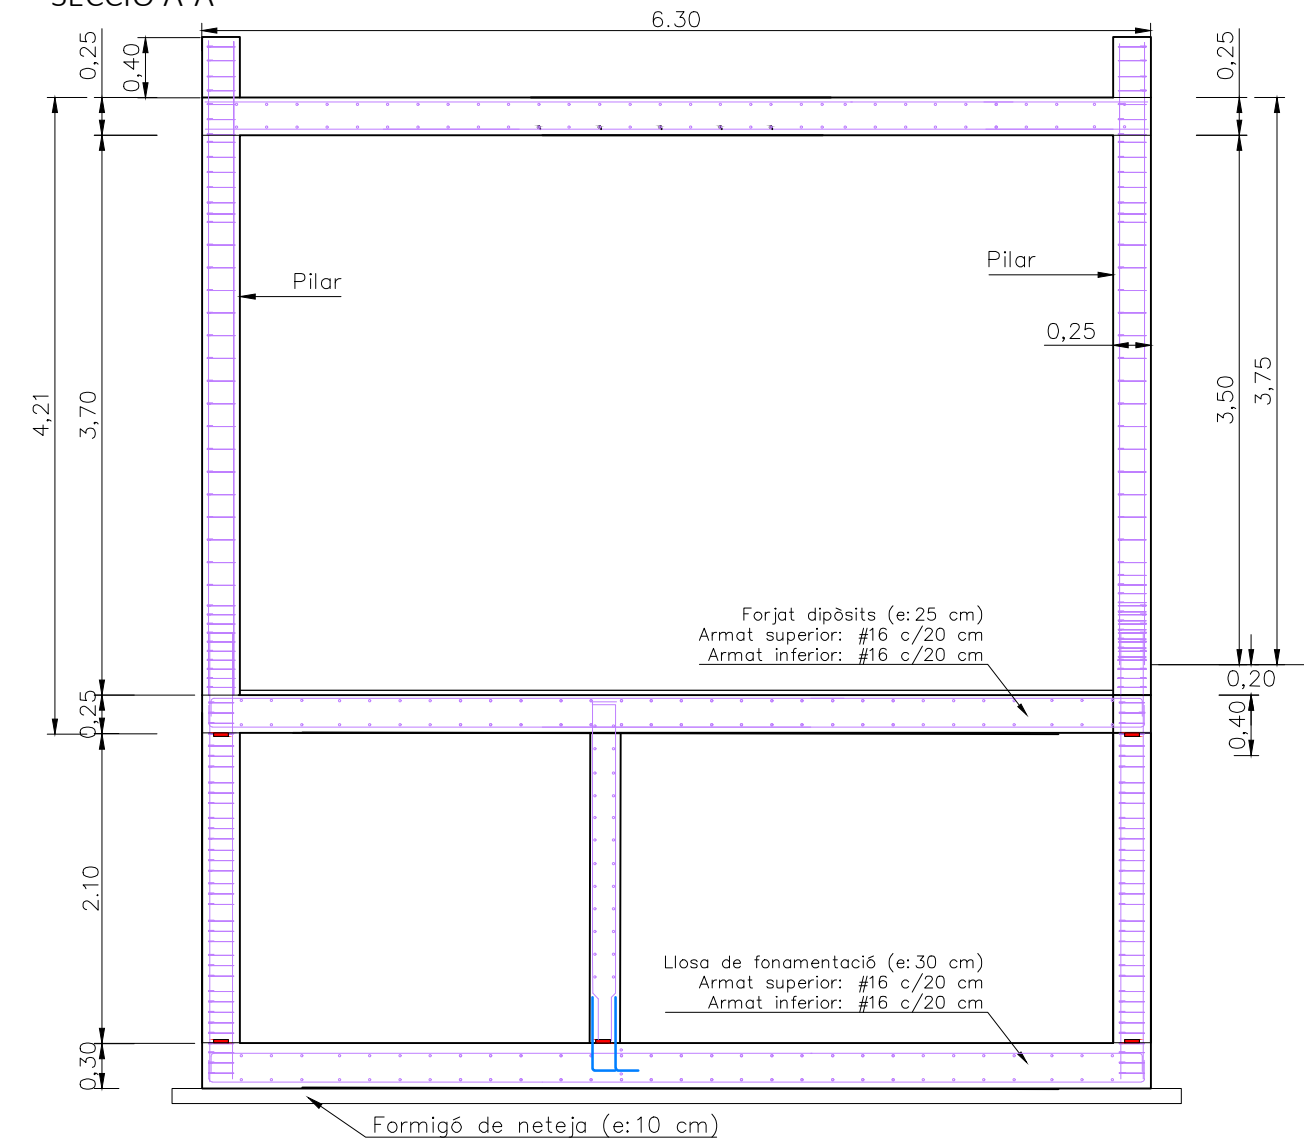 SECCIÓ A-A
6.30
0,25
0,40
0,25
Pilar
Pilar
0,25
4,21
3,70
3,50
3,75
Forjat dipòsits (e:25 cm)
Armat superior: #16 c/20 cm
Armat inferior: #16 c/20 cm
0,20
0,25
0,40
2.10
Llosa de fonamentació (e:30 cm)
Armat superior: #16 c/20 cm
Armat inferior: #16 c/20 cm
0,30
Formigó de neteja (e:10 cm)